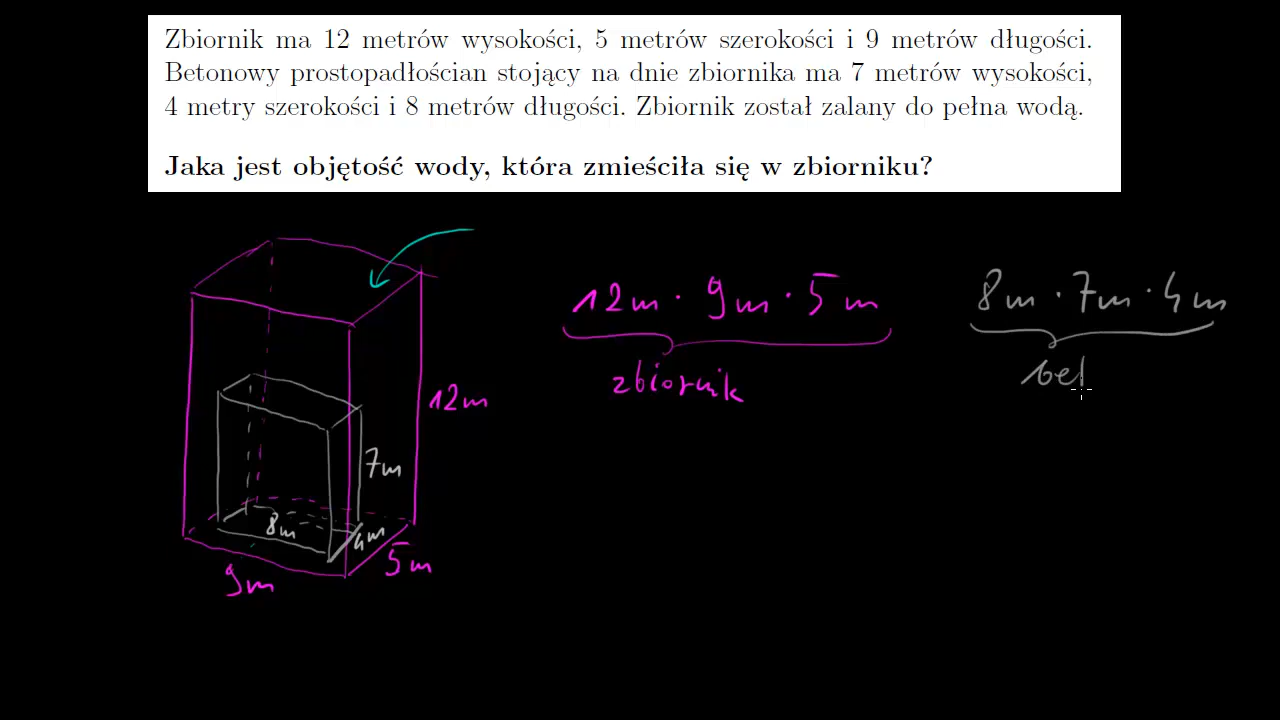 Zbiornik ma 12 metrów wysokości, 5 metrów szerokości i 9 metrów długości.
Betonowy prostopadłościan stojący na dnie zbiornika ma 7 metrów wysokości,
4 metry szerokości i 8 metrów długości. Zbiornik został zalany do pełna wodą.
Jaka jest objętość wody, która zmieściła się w zbiorniku?
12m · 9m · 5m
8m · 7m · 4m
zbiornik
bet
12m
7m
8m
4m
5m
9m